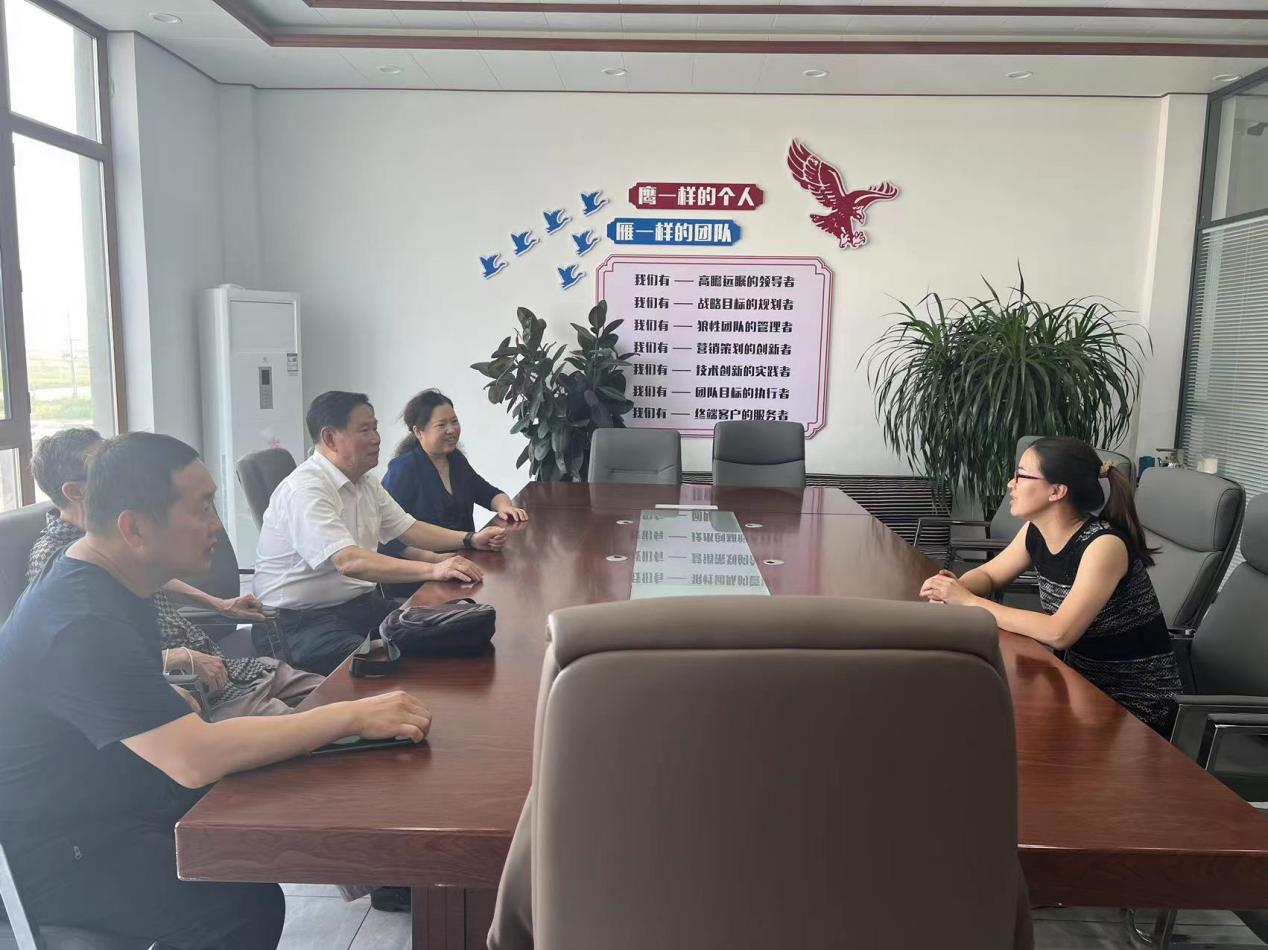 鹰一样的个人
雁一样的团队
我们有 — 高瞻远瞩的领导者
我们有 — 战略目标的规划者
我们有 — 狼性团队的管理者
我们有 — 营销策划的创新者
我们有 — 技术创新的实践者
我们有 — 团队目标的执行者
我们有 — 终端客户的服务者